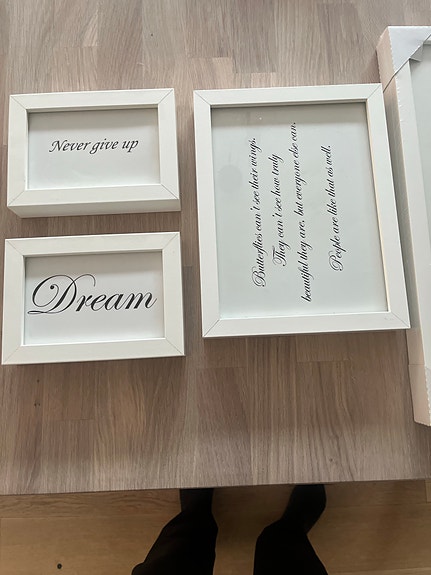 Never give up
Dream
Butterflies can't see their wings.
They can't see how truly
beautiful they are, but everyone else can.
People are like that as well.